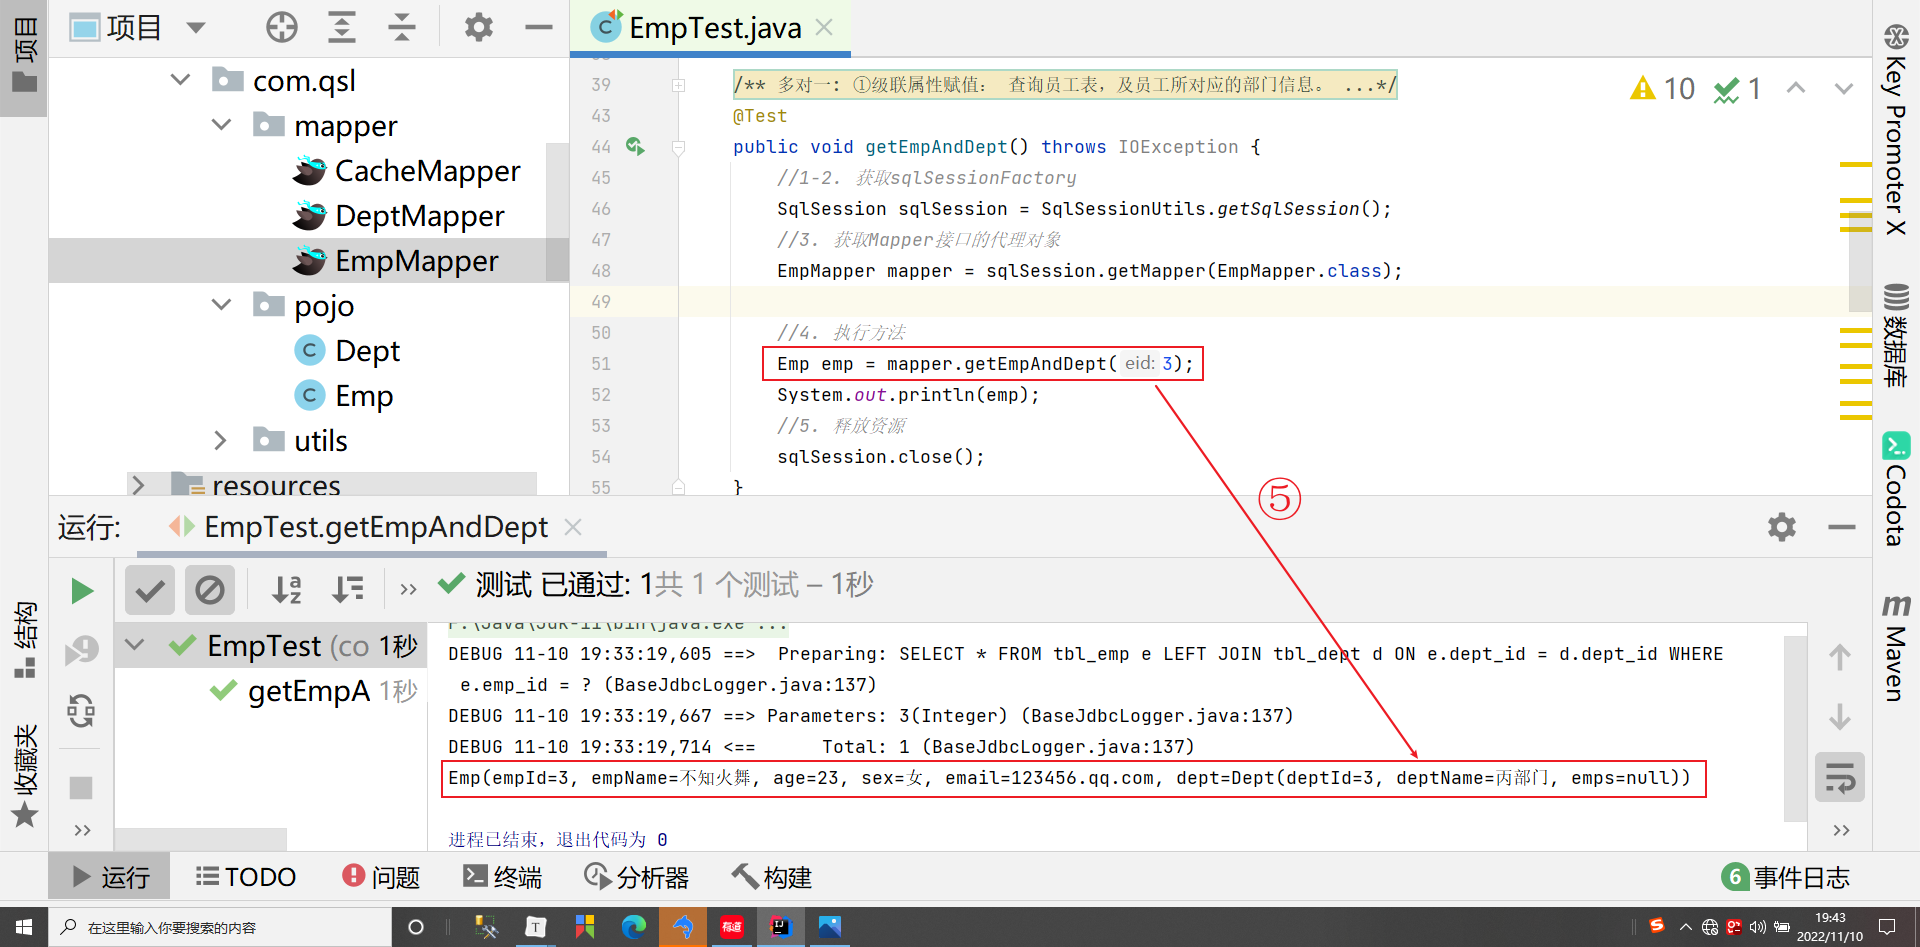 项目
EmpTest.java
com.qsl
mapper
CacheMapper
DeptMapper
EmpMapper
pojo
Dept
Emp
utils
resources
项目
结构
收藏夹
39 /** 多对一: ①级联属性赋值: 查询员工表, 及员工所对应的部门信息。 ...*/
43 @Test
44 public void getEmpAndDept() throws IOException {
45 //1-2. 获取sqlSessionFactory
46 SqlSession sqlSession = SqlSessionUtils.getSqlSession();
47 //3. 获取Mapper接口的代理对象
48 EmpMapper mapper = sqlSession.getMapper(EmpMapper.class);
49
50 //4. 执行方法
51 Emp emp = mapper.getEmpAndDept( eid: 3);
52 System.out.println(emp);
53 //5. 释放资源
54 sqlSession.close();
55 }
10 1
⑤
Key Promoter X
数据库
Codota
Maven
运行: EmpTest.getEmpAndDept
测试 已通过: 1共 1 个测试 – 1秒
EmpTest (co 1秒
getEmpA 1秒
F:\Java\Jdk-11\bin\java.exe ...
DEBUG 11-10 19:33:19,605 ==>  Preparing: SELECT * FROM tbl_emp e LEFT JOIN tbl_dept d ON e.dept_id = d.dept_id WHERE
e.emp_id = ? (BaseJdbcLogger.java:137)
DEBUG 11-10 19:33:19,667 ==> Parameters: 3(Integer) (BaseJdbcLogger.java:137)
DEBUG 11-10 19:33:19,714 <==      Total: 1 (BaseJdbcLogger.java:137)
Emp(empId=3, empName=不知火舞, age=23, sex=女, email=123456.qq.com, dept=Dept(deptId=3, deptName=丙部门, emps=null))
进程已结束，退出代码为 0
运行 TODO 问题 终端 分析器 构建 6 事件日志
在这里输入你要搜索的内容
有道
19:43
2022/11/10